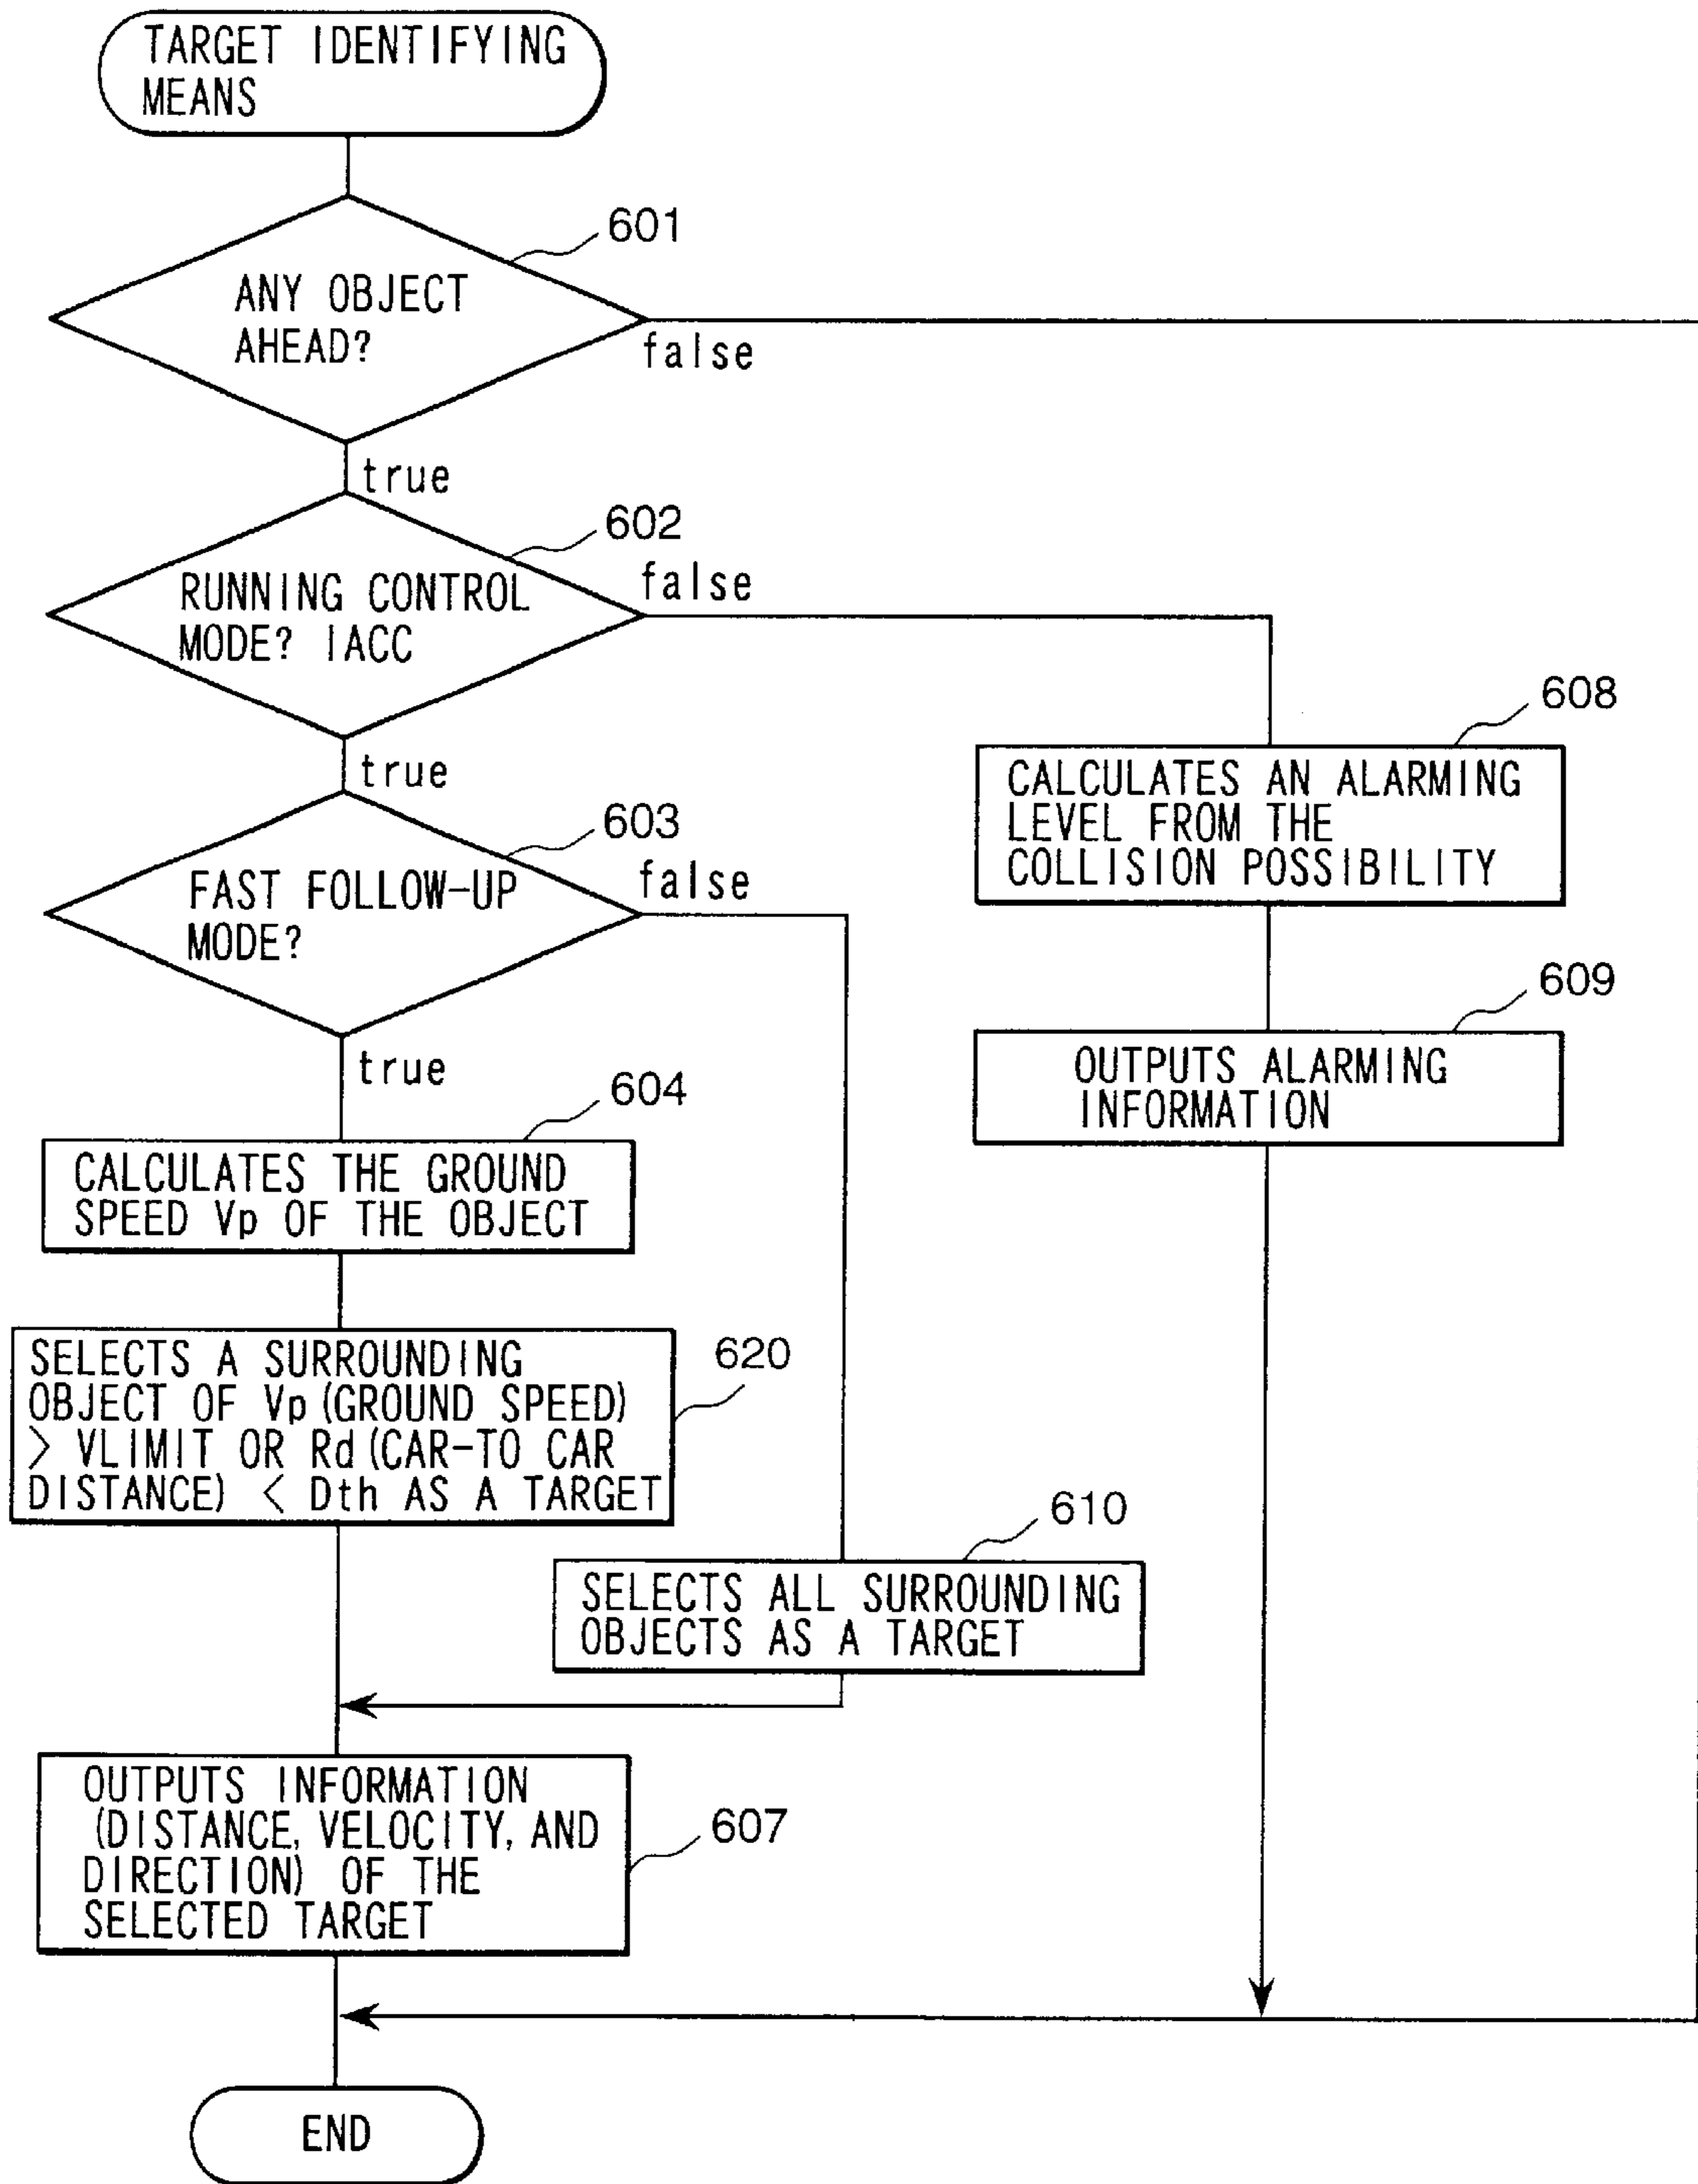 TARGET IDENTIFYING
MEANS
601
ANY OBJECT
AHEAD?
false
true
602
RUNNING CONTROL
MODE? IACC
false
true
603
FAST FOLLOW-UP
MODE?
false
true
608
CALCULATES AN ALARMING
LEVEL FROM THE
COLLISION POSSIBILITY
609
OUTPUTS ALARMING
INFORMATION
604
CALCULATES THE GROUND
SPEED Vp OF THE OBJECT
620
SELECTS A SURROUNDING
OBJECT OF Vp (GROUND SPEED)
> VLIMIT OR Rd (CAR-TO CAR
DISTANCE) < Dth AS A TARGET
610
SELECTS ALL SURROUNDING
OBJECTS AS A TARGET
OUTPUTS INFORMATION
(DISTANCE, VELOCITY, AND
DIRECTION) OF THE
SELECTED TARGET
607
END